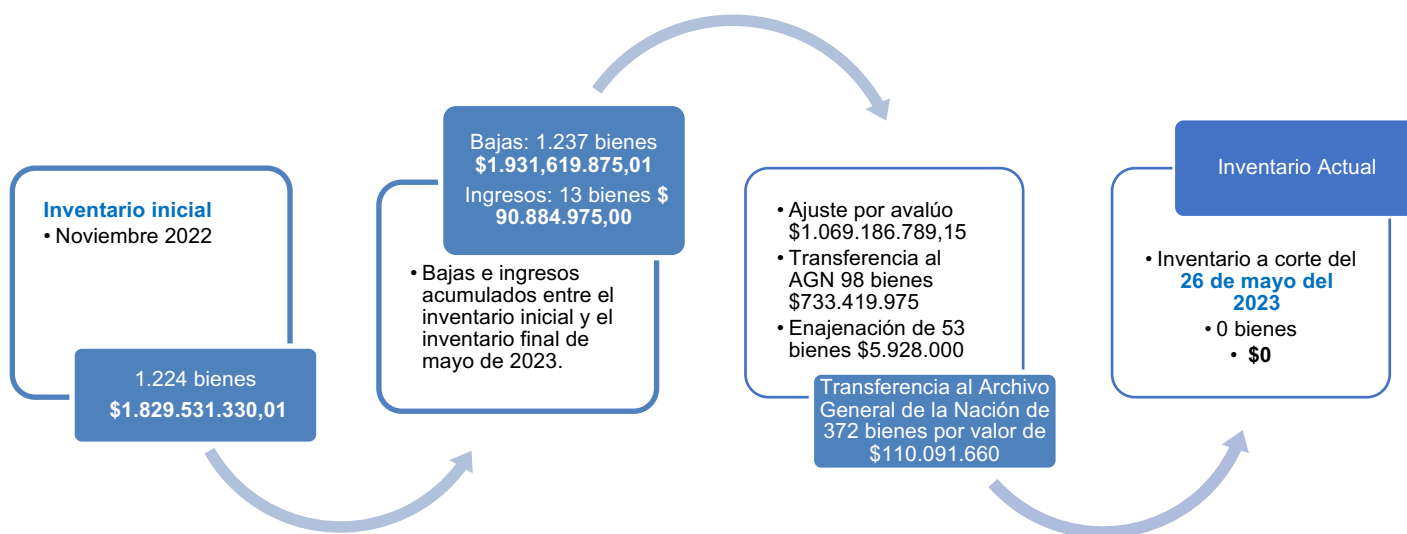 Inventario inicial
• Noviembre 2022
1.224 bienes
$1.829.531.330,01
Bajas: 1.237 bienes
$1.931,619.875,01
Ingresos: 13 bienes $
90.884.975,00
• Bajas e ingresos
acumulados entre el
inventario inicial y el
inventario final de
mayo de 2023.
• Ajuste por avalúo
$1.069.186.789,15
• Transferencia al
AGN 98 bienes
$733.419.975
• Enajenación de 53
bienes $5.928.000
Transferencia al Archivo
General de la Nación de
372 bienes por valor de
$110.091.660
Inventario Actual
• Inventario a corte del
26 de mayo del
2023
• 0 bienes
• $0